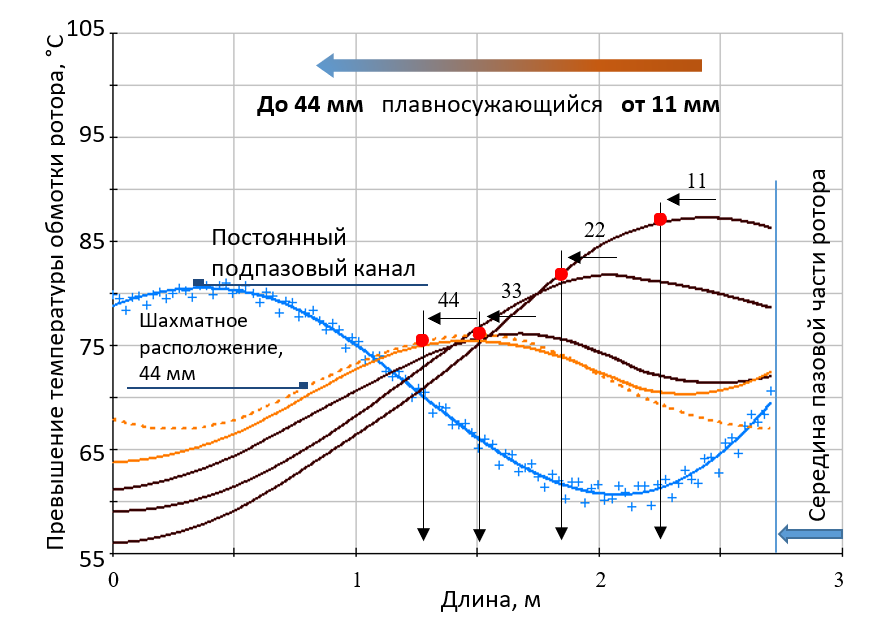 105
95
85
75
65
55
Превышение температуры обмотки ротора, °С
До 44 мм плавносужающийся от 11 мм
11
22
33
44
Постоянный
подпазовый канал
Шахматное
расположение,
44 мм
Середина пазовой части ротора
0
1
2
3
Длина, м